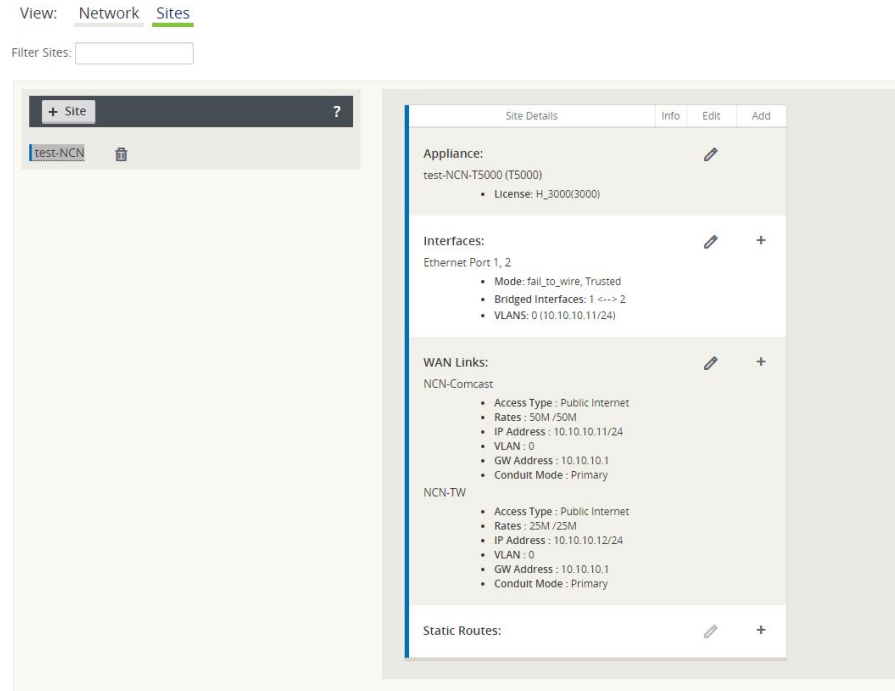 View: Network Sites
Filter Sites:
+ Site ?
test-NCN
Site Details Info Edit Add
Appliance:
test-NCN-T5000 (T5000)
• License: H_3000(3000)
Interfaces: +
Ethernet Port 1, 2
• Mode: fail_to_wire, Trusted
• Bridged Interfaces: 1 <--> 2
• VLANS: 0 (10.10.10.11/24)
WAN Links: +
NCN-Comcast
• Access Type : Public Internet
• Rates : 50M /50M
• IP Address : 10.10.10.11/24
• VLAN : 0
• GW Address : 10.10.10.1
• Conduit Mode : Primary
NCN-TW
• Access Type : Public Internet
• Rates : 25M /25M
• IP Address : 10.10.10.12/24
• VLAN : 0
• GW Address : 10.10.10.1
• Conduit Mode : Primary
Static Routes: +